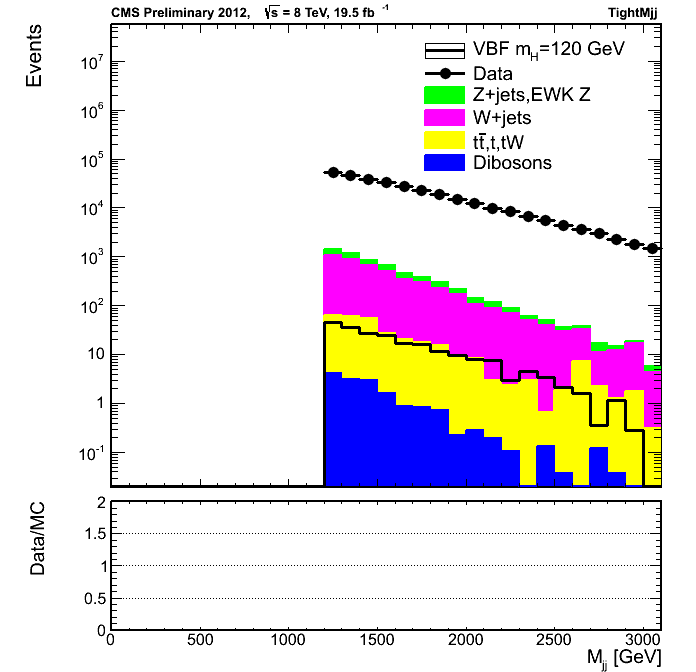 CMS Preliminary 2012, √s = 8 TeV, 19.5 fb⁻¹ TightMjj
Events
VBF m_H=120 GeV
Data
Z+jets,EWK Z
W+jets
tt̄,t,tW
Dibosons
10⁷
10⁶
10⁵
10⁴
10³
10²
10
1
10⁻¹
Data/MC
2
1.5
1
0.5
0
0 500 1000 1500 2000 2500 3000
M_jj [GeV]